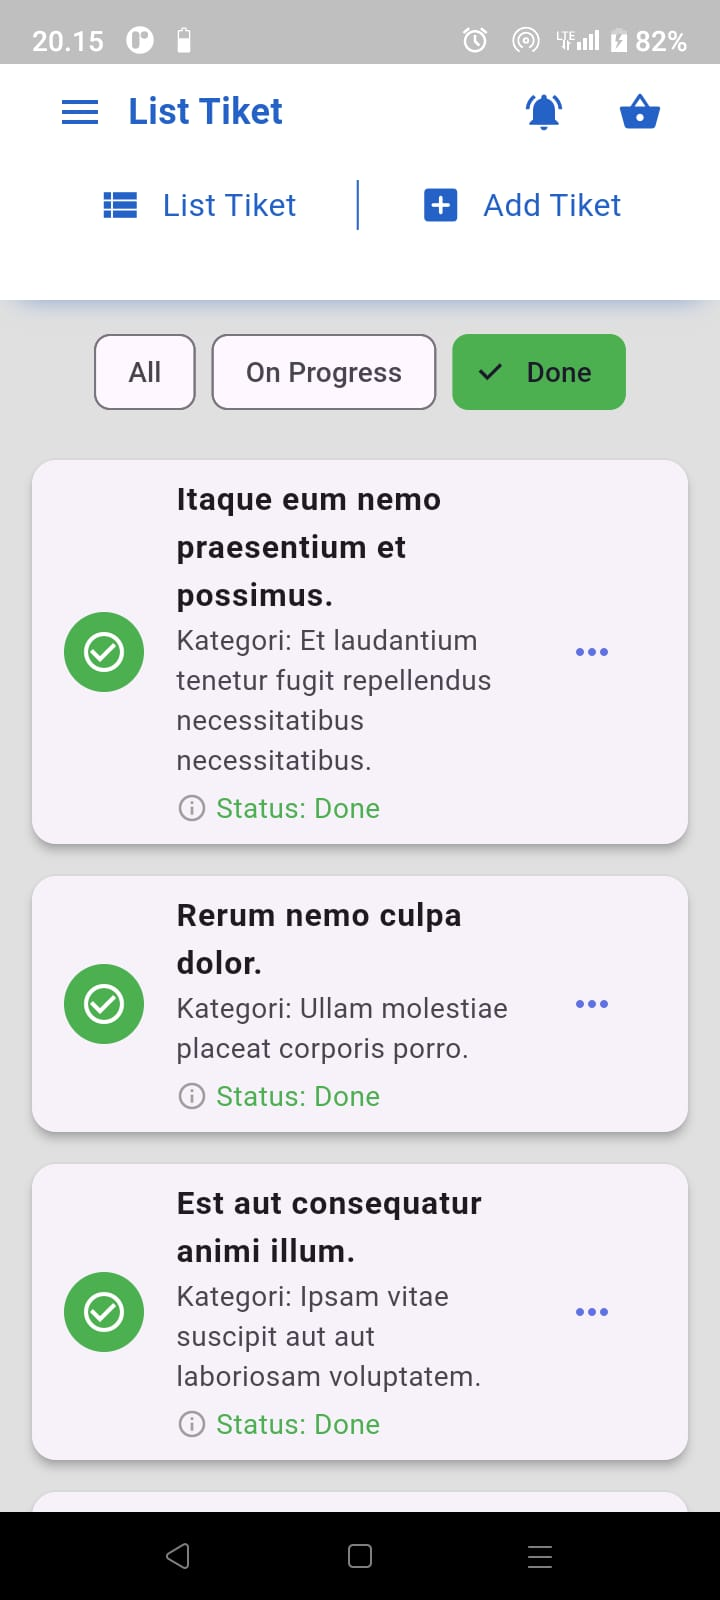 20.15 LTE 82%
List Tiket
List Tiket Add Tiket
All On Progress Done
Itaque eum nemo
praesentium et
possimus.
Kategori: Et laudantium
tenetur fugit repellendus
necessitatibus
necessitatibus.
Status: Done
Rerum nemo culpa
dolor.
Kategori: Ullam molestiae
placeat corporis porro.
Status: Done
Est aut consequatur
animi illum.
Kategori: Ipsam vitae
suscipit aut aut
laboriosam voluptatem.
Status: Done